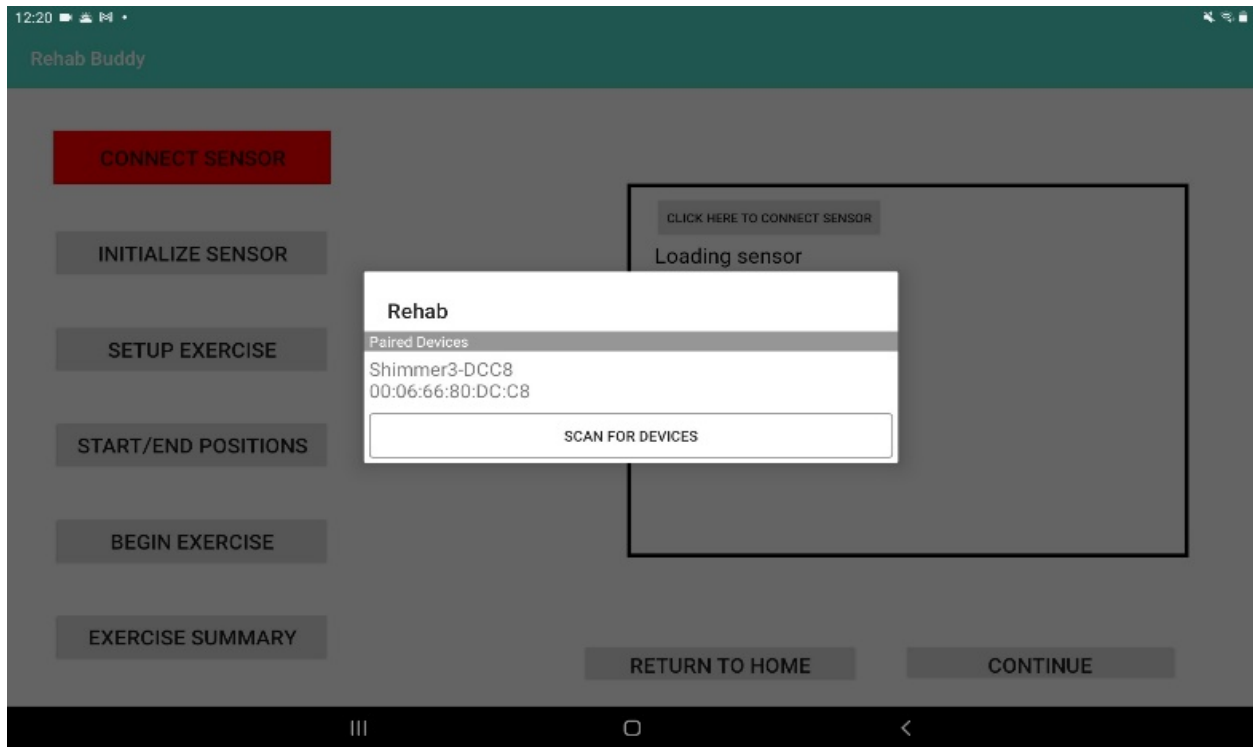 12:20
Rehab Buddy
CONNECT SENSOR
INITIALIZE SENSOR
SETUP EXERCISE
START/END POSITIONS
BEGIN EXERCISE
EXERCISE SUMMARY
CLICK HERE TO CONNECT SENSOR
Loading sensor
Rehab
Paired Devices
Shimmer3-DCC8
00:06:66:80:DC:C8
SCAN FOR DEVICES
RETURN TO HOME
CONTINUE